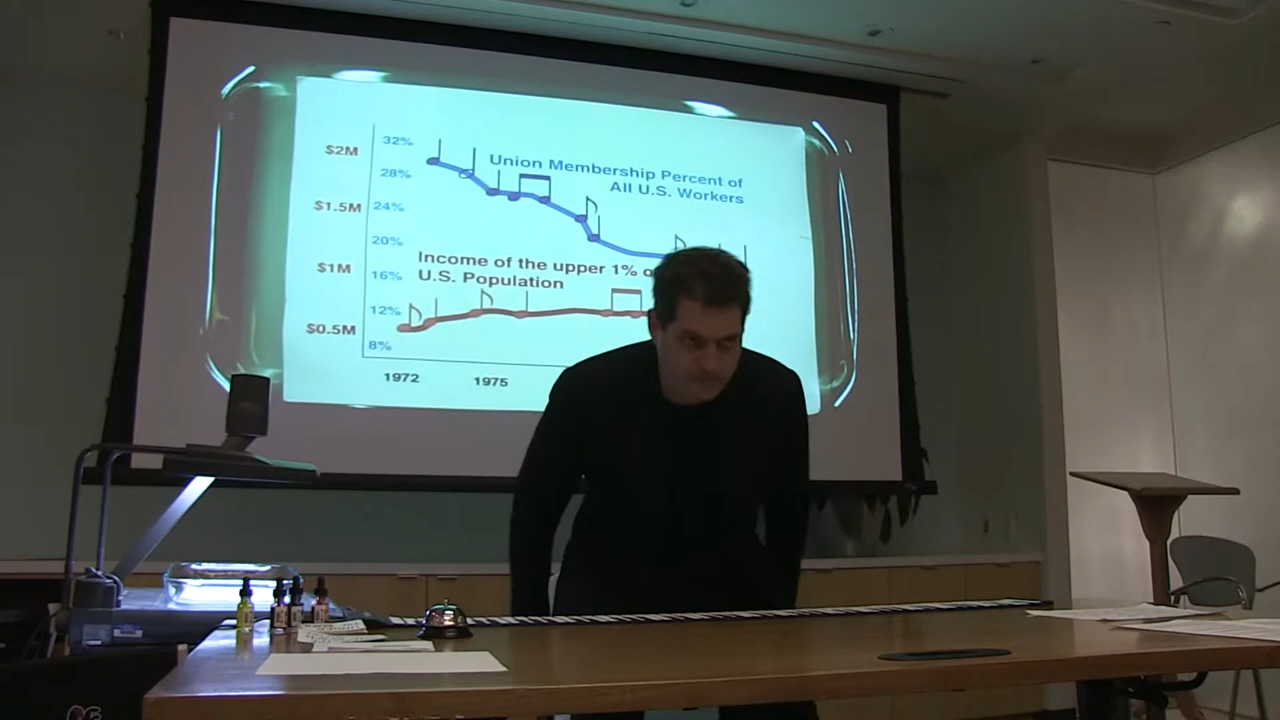 32%
$2M
Union Membership Percent of
All U.S. Workers
28%
$1.5M
24%
20%
Income of the upper 1%
U.S. Population
$1M
16%
12%
$0.5M
8%
1972
1975